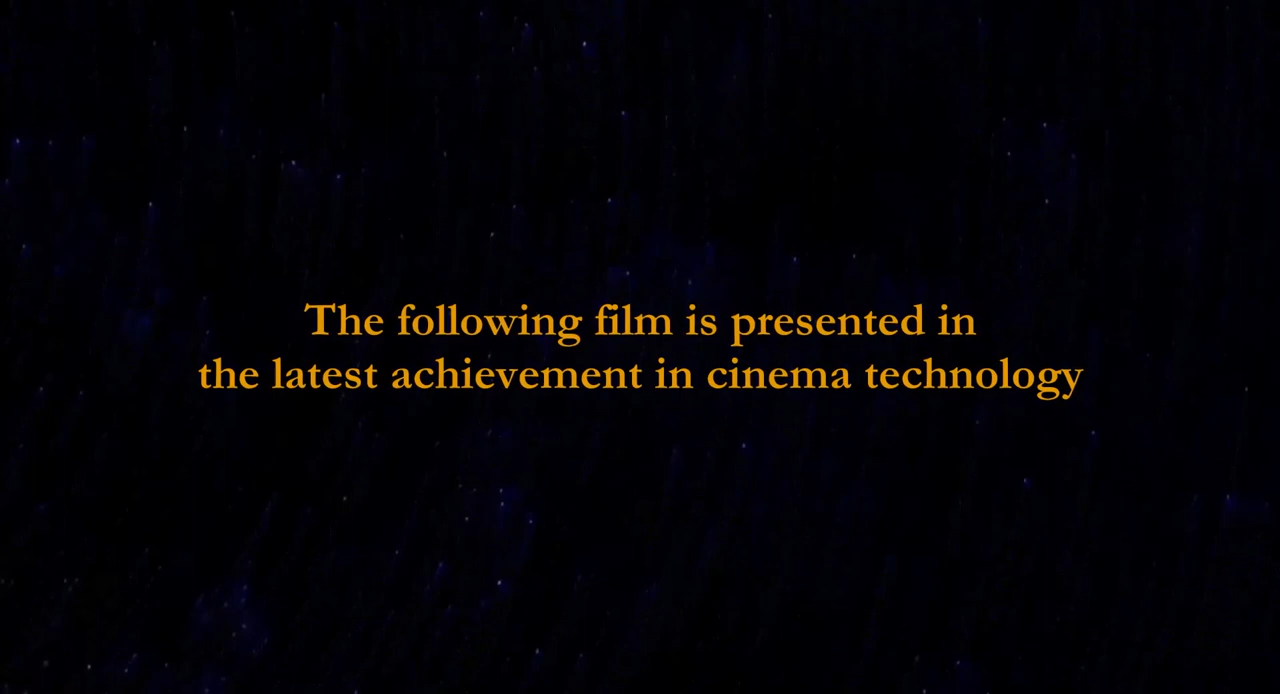 The following film is presented in
the latest achievement in cinema technology